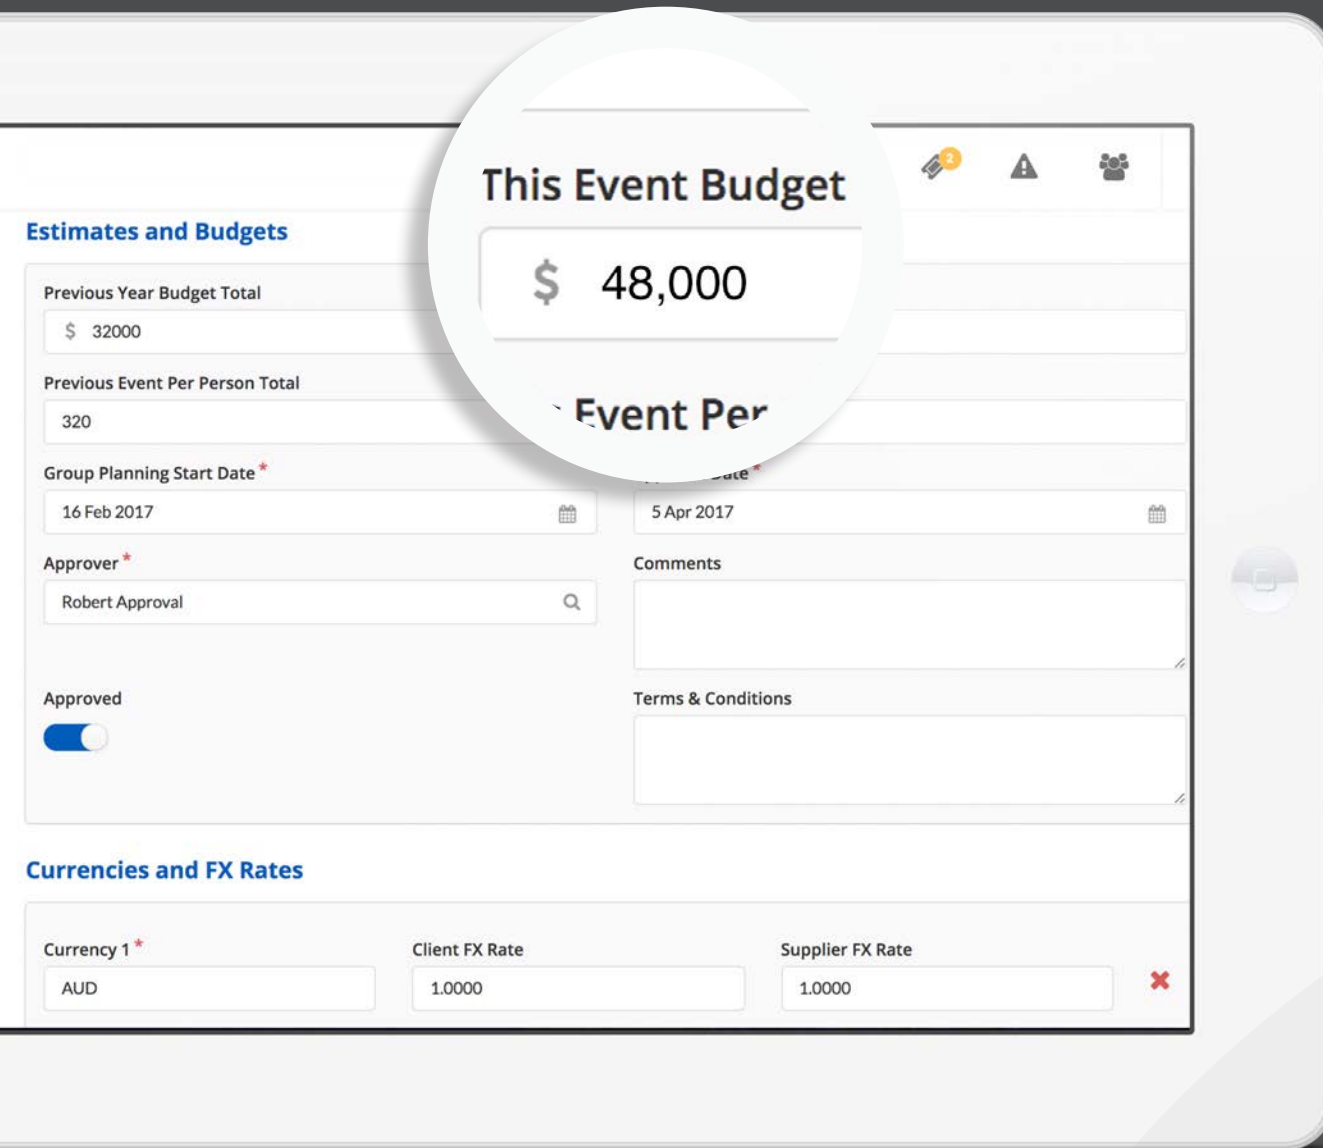 2
This Event Budget
$ 48,000
Event Per
Estimates and Budgets
Previous Year Budget Total
$ 32000
Previous Event Per Person Total
320
Group Planning Start Date *
16 Feb 2017
Date *
5 Apr 2017
Approver *
Robert Approval
Comments
Approved
Terms & Conditions
Currencies and FX Rates
Currency 1 * Client FX Rate Supplier FX Rate
AUD 1.0000 1.0000